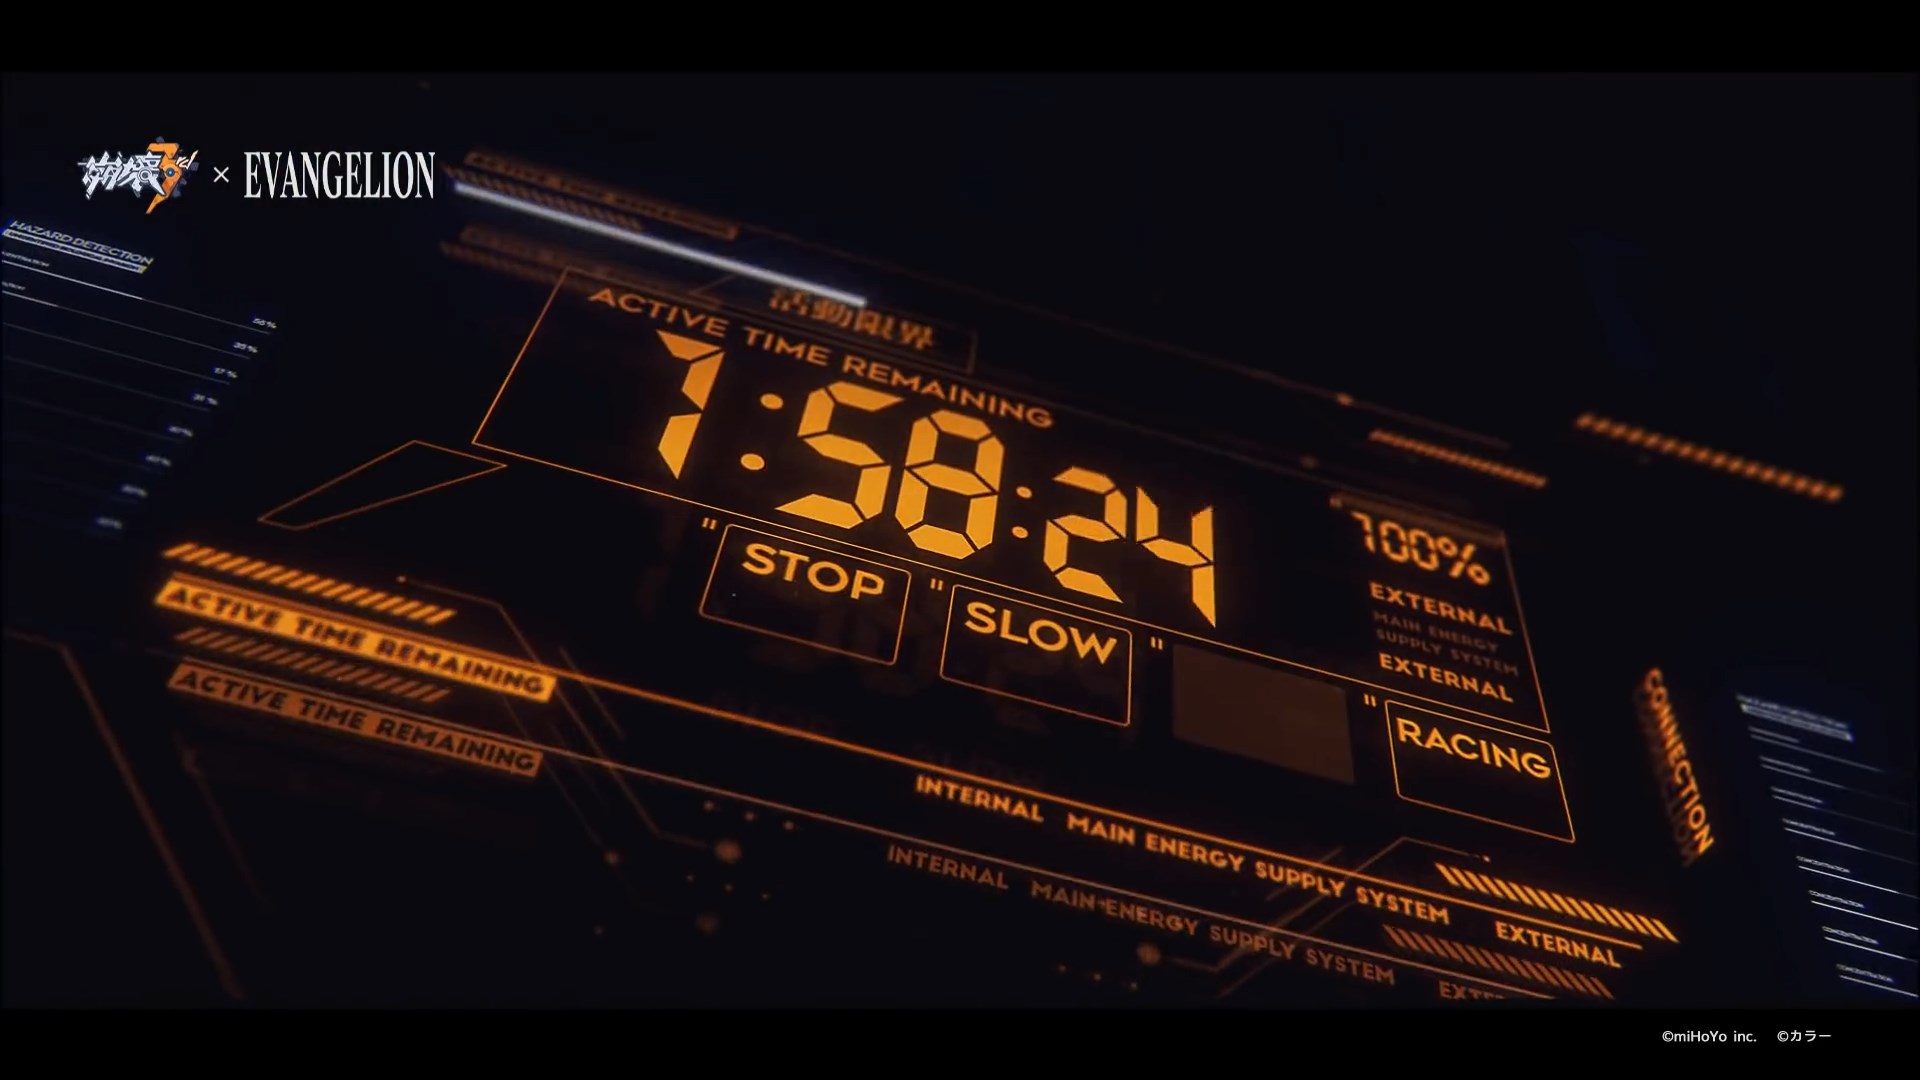 崩壊3rd × EVANGELION
HAZARD DETECTION
活動限界
ACTIVE TIME REMAINING
7:58:24
100%
EXTERNAL
MAIN ENERGY
SUPPLY SYSTEM
EXTERNAL
" STOP
" SLOW
"
" RACING
ACTIVE TIME REMAINING
ACTIVE TIME REMAINING
CONNECTION
INTERNAL MAIN ENERGY SUPPLY SYSTEM EXTERNAL
INTERNAL MAIN ENERGY SUPPLY SYSTEM
©miHoYo inc. ©カラー